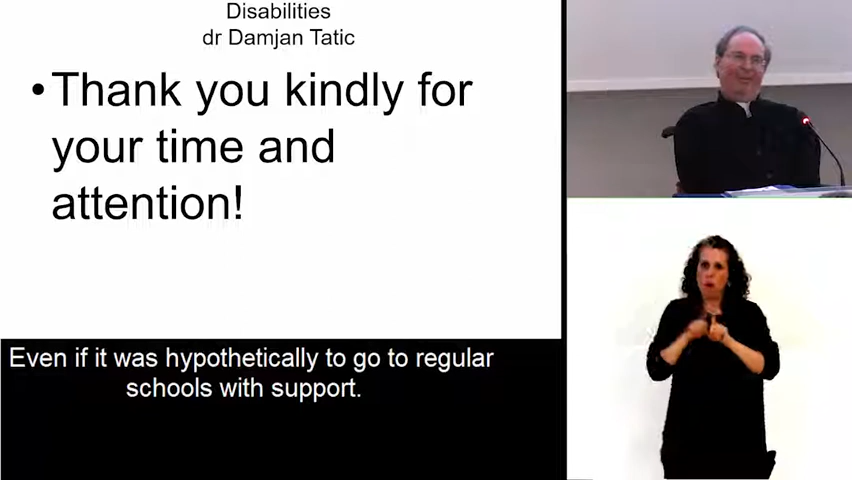 Disabilities
dr Damjan Tatic
•Thank you kindly for
your time and
attention!
Even if it was hypothetically to go to regular
schools with support.